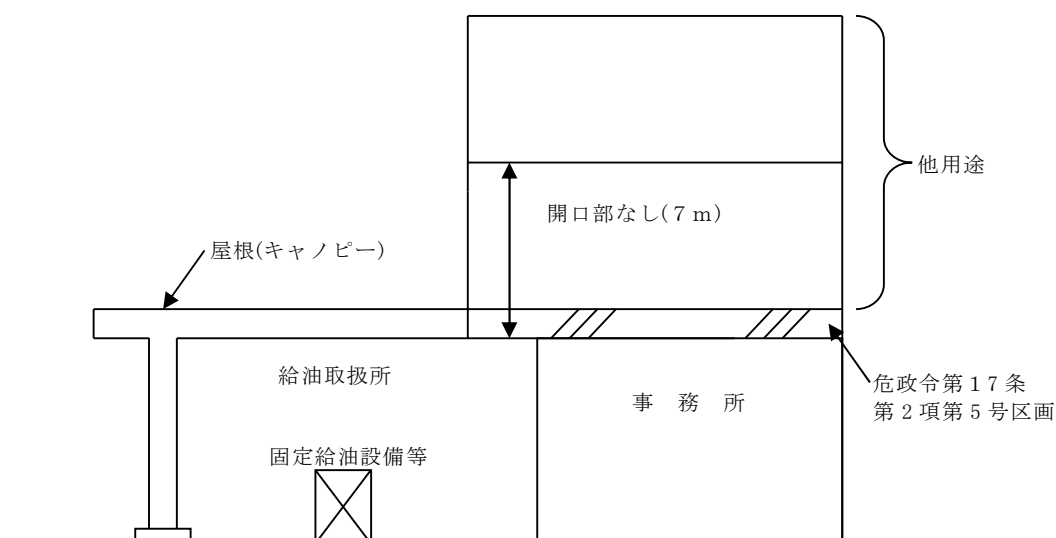 他用途
開口部なし(７ｍ)
屋根(キャノピー)
給油取扱所
危政令第17条
第2項第5号区画
事　務　所
固定給油設備等